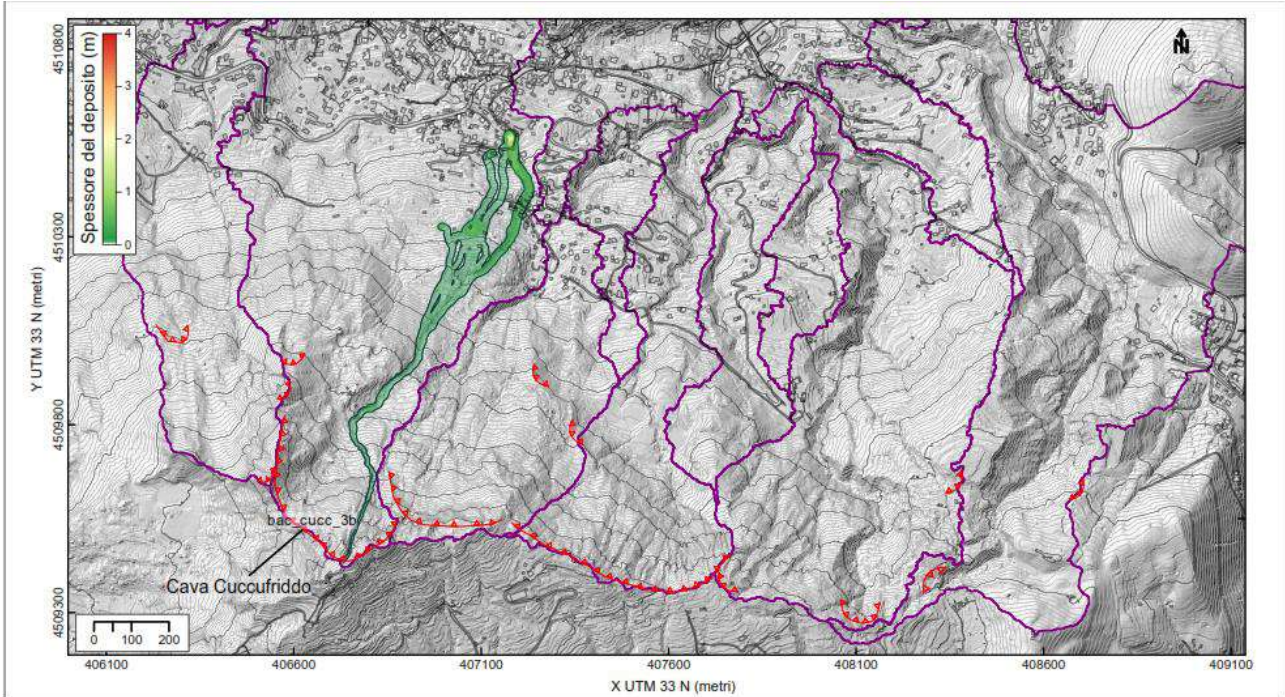 Spessore del deposito (m)
4
3
2
1
0
N
4510800
4510300
4509800
4509300
Y UTM 33 N (metri)
bac_cucc_3b
Cava Cuccufriddo
0 100 200
406100 406600 407100 407600 408100 408600 409100
X UTM 33 N (metri)